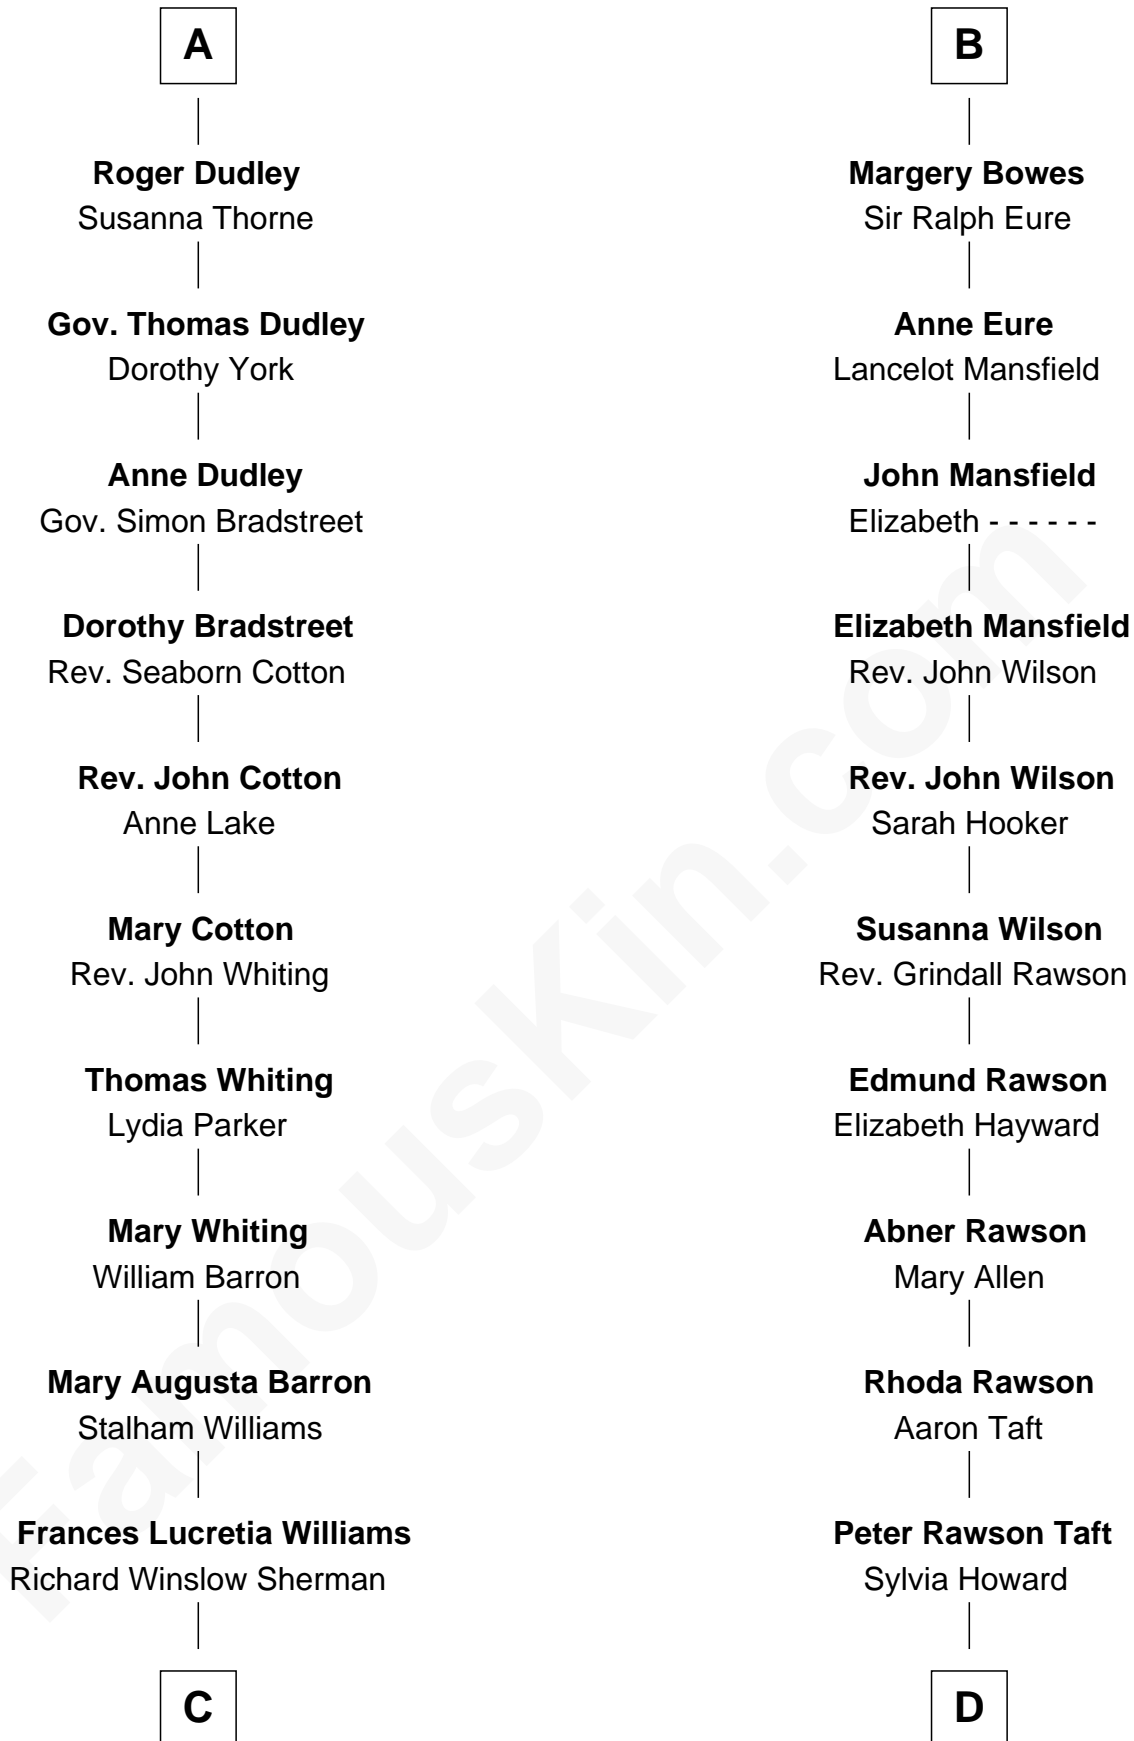 A
Roger Dudley
Susanna Thorne
Gov. Thomas Dudley
Dorothy York
Anne Dudley
Gov. Simon Bradstreet
Dorothy Bradstreet
Rev. Seaborn Cotton
Rev. John Cotton
Anne Lake
Mary Cotton
Rev. John Whiting
Thomas Whiting
Lydia Parker
Mary Whiting
William Barron
Mary Augusta Barron
Stalham Williams
Frances Lucretia Williams
Richard Winslow Sherman
C
B
Margery Bowes
Sir Ralph Eure
Anne Eure
Lancelot Mansfield
John Mansfield
Elizabeth - - - - - -
Elizabeth Mansfield
Rev. John Wilson
Rev. John Wilson
Sarah Hooker
Susanna Wilson
Rev. Grindall Rawson
Edmund Rawson
Elizabeth Hayward
Abner Rawson
Mary Allen
Rhoda Rawson
Aaron Taft
Peter Rawson Taft
Sylvia Howard
D
FamousKin.com